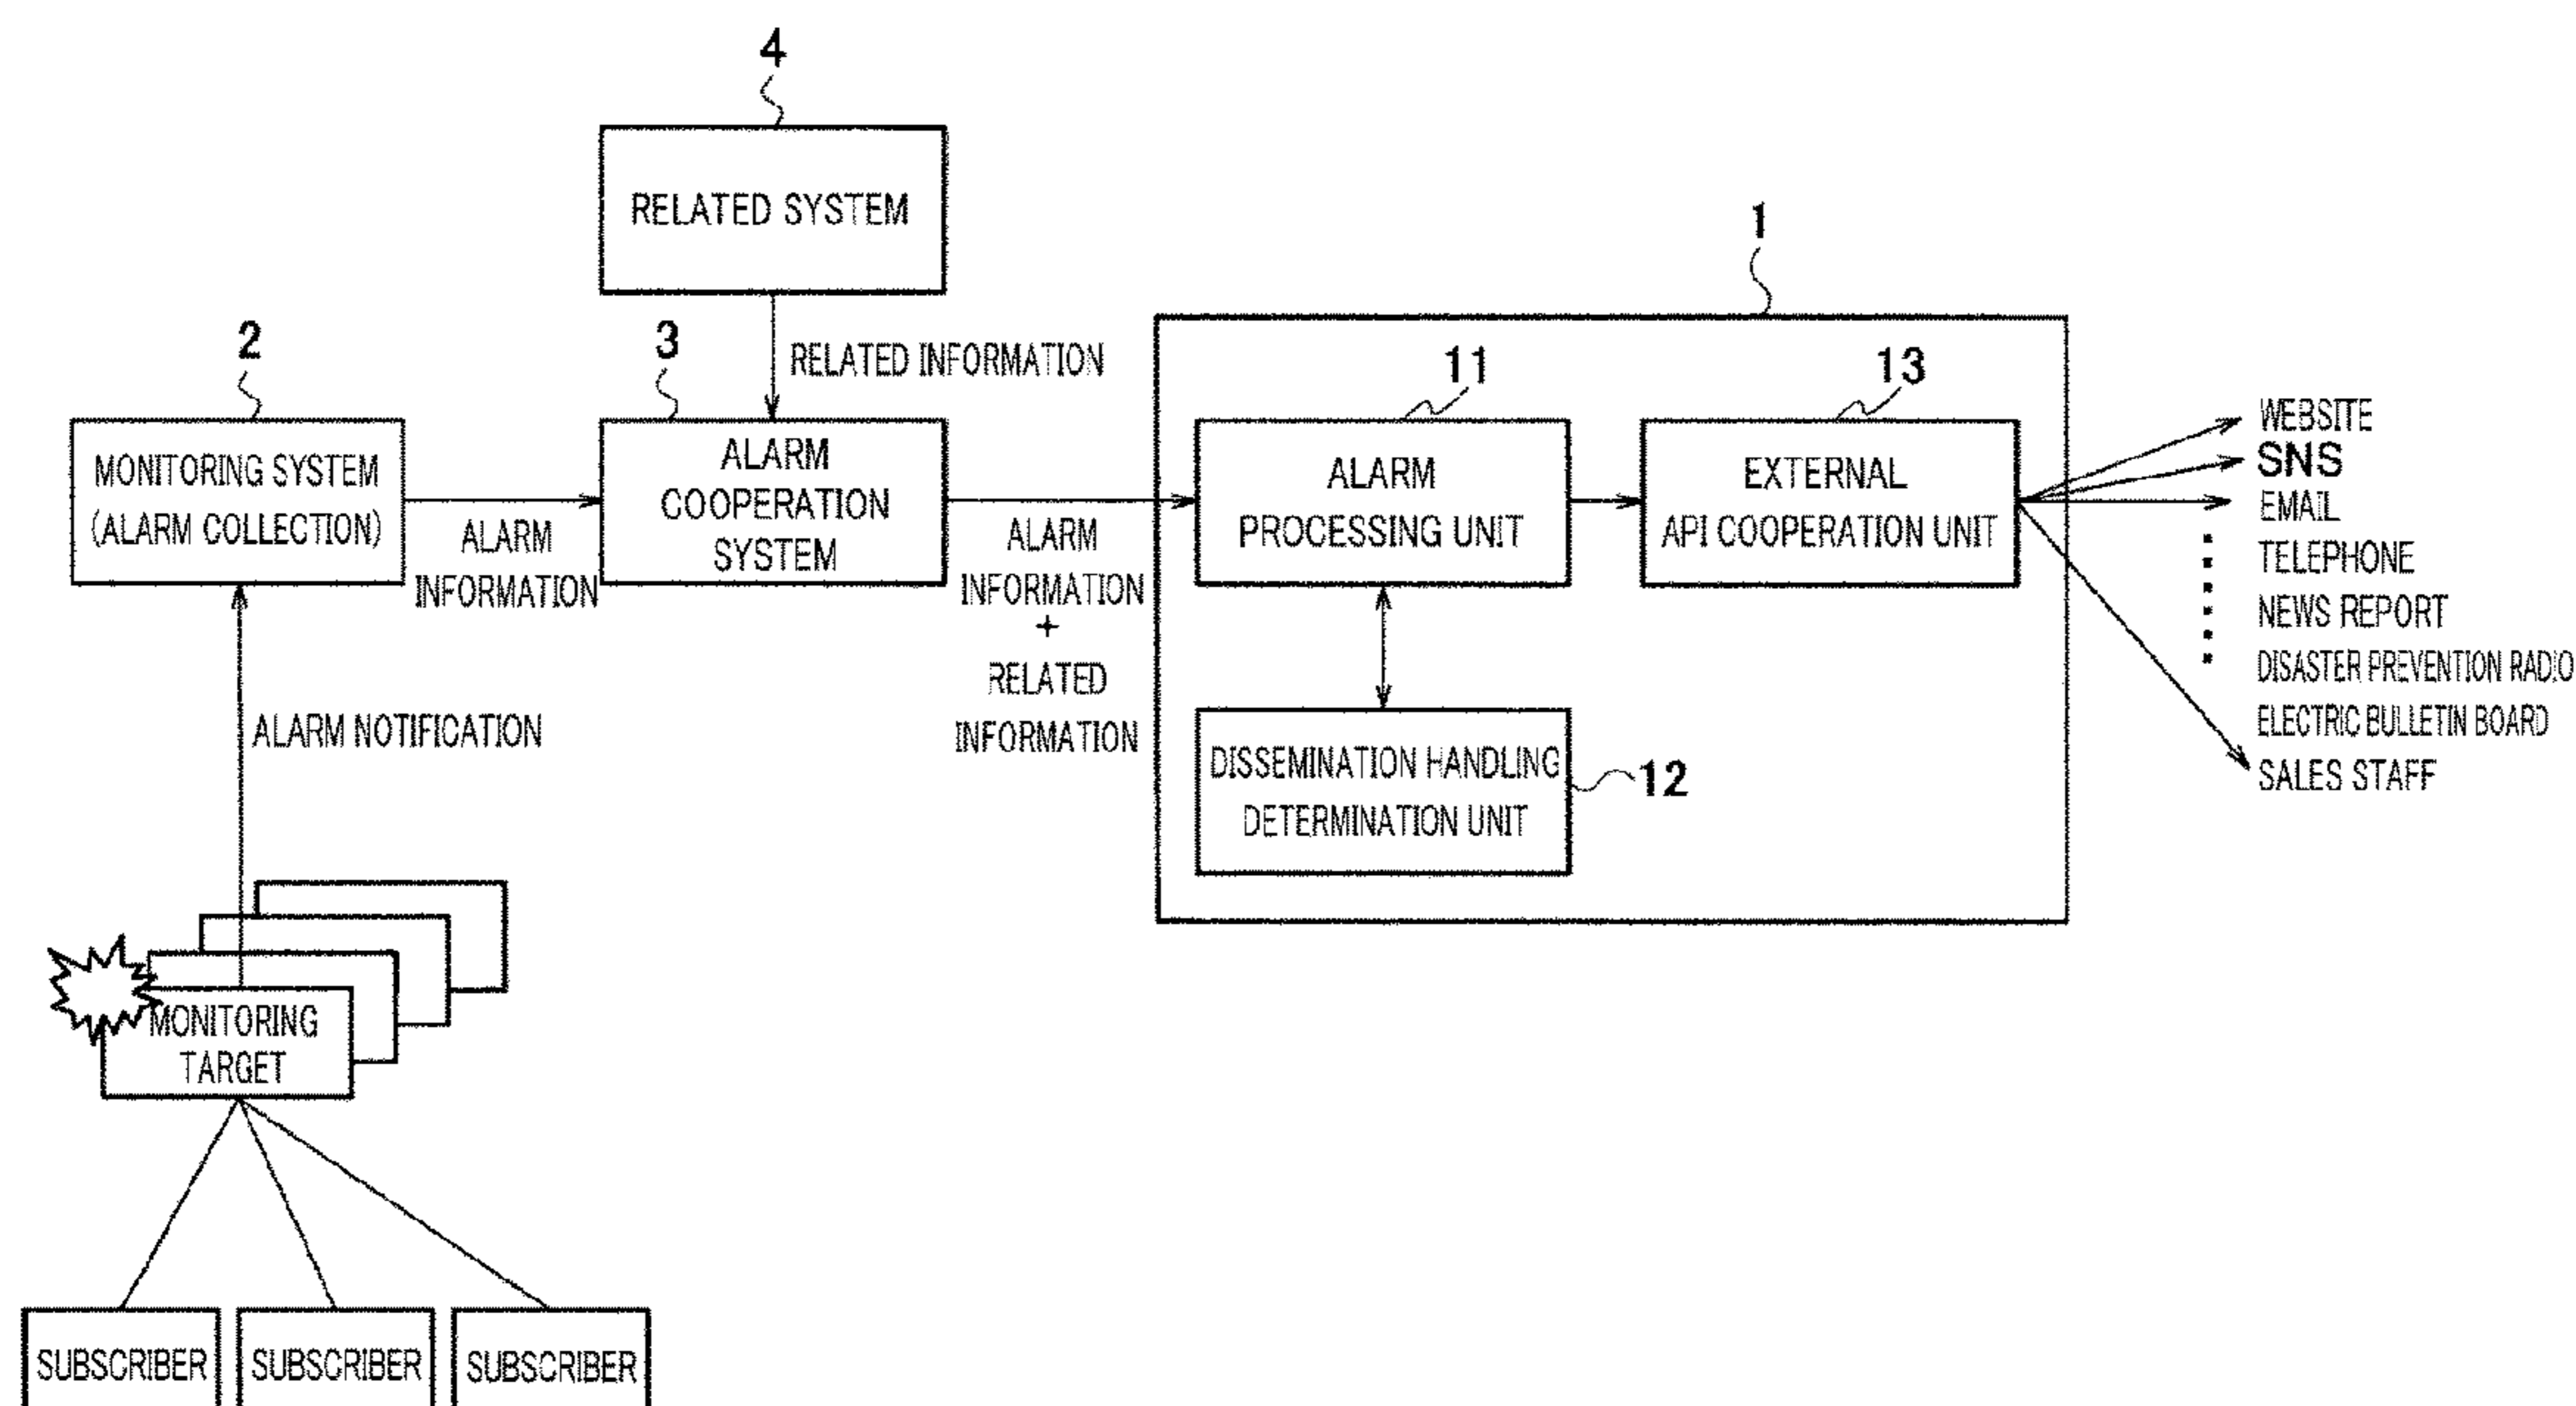 4
RELATED SYSTEM
1
2
3
RELATED INFORMATION
11
13
MONITORING SYSTEM
(ALARM COLLECTION)
ALARM
INFORMATION
ALARM
COOPERATION
SYSTEM
ALARM
INFORMATION
+
RELATED
INFORMATION
ALARM
PROCESSING UNIT
EXTERNAL
API COOPERATION UNIT
WEBSITE
SNS
EMAIL
TELEPHONE
NEWS REPORT
DISASTER PREVENTION RADIO
ELECTRIC BULLETIN BOARD
SALES STAFF
ALARM NOTIFICATION
DISSEMINATION HANDLING
DETERMINATION UNIT
12
MONITORING
TARGET
SUBSCRIBER
SUBSCRIBER
SUBSCRIBER